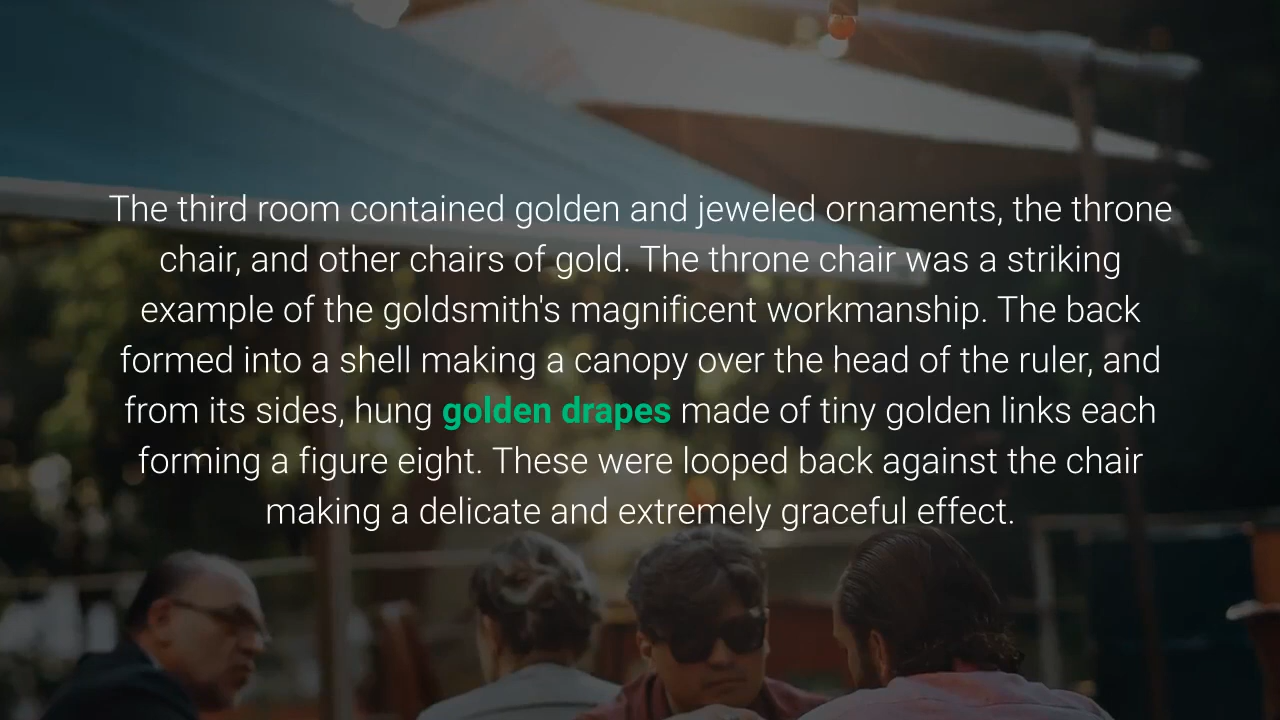 The third room contained golden and jeweled ornaments, the throne
chair, and other chairs of gold. The throne chair was a striking
example of the goldsmith's magnificent workmanship. The back
formed into a shell making a canopy over the head of the ruler, and
from its sides, hung golden drapes made of tiny golden links each
forming a figure eight. These were looped back against the chair
making a delicate and extremely graceful effect.